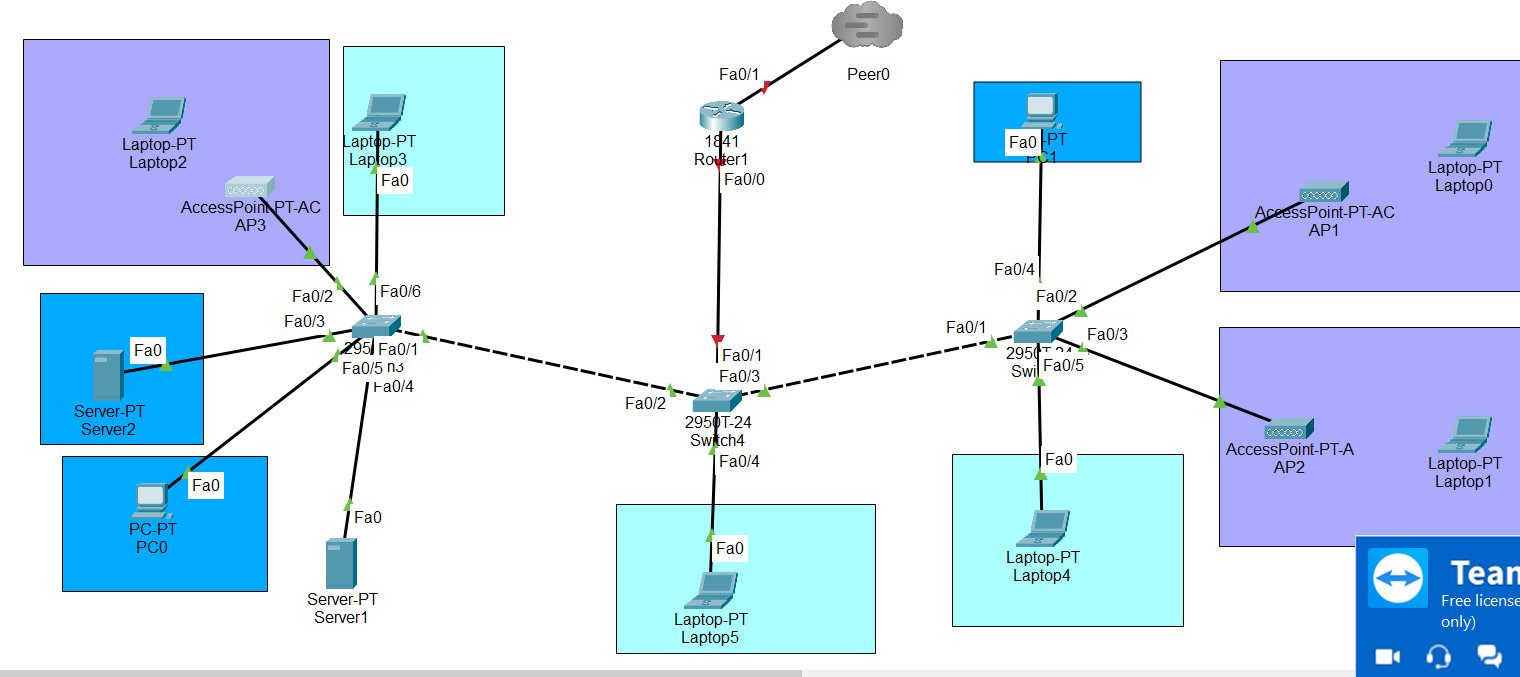 Peer0
Fa0/1
1841
Router1
Fa0/0
Laptop-PT
Laptop2
AccessPoint-PT-AC
AP3
Laptop-PT
Laptop3
Fa0
Fa0/6
Fa0/2
Fa0/3
Fa0/1
Fa0/5
Fa0/4
Fa0
Server-PT
Server2
Fa0
PC-PT
PC0
Fa0
Server-PT
Server1
Fa0/1
Fa0/3
Fa0/2
2950T-24
Switch4
Fa0/4
Fa0
Laptop-PT
Laptop5
Fa0
-PT
Fa0/4
Fa0/2
Fa0/1
Fa0/3
Fa0/5
Fa0
Laptop-PT
Laptop4
Laptop-PT
Laptop0
AccessPoint-PT-AC
AP1
AccessPoint-PT-A
AP2
Laptop-PT
Laptop1
Team
Free license
only)